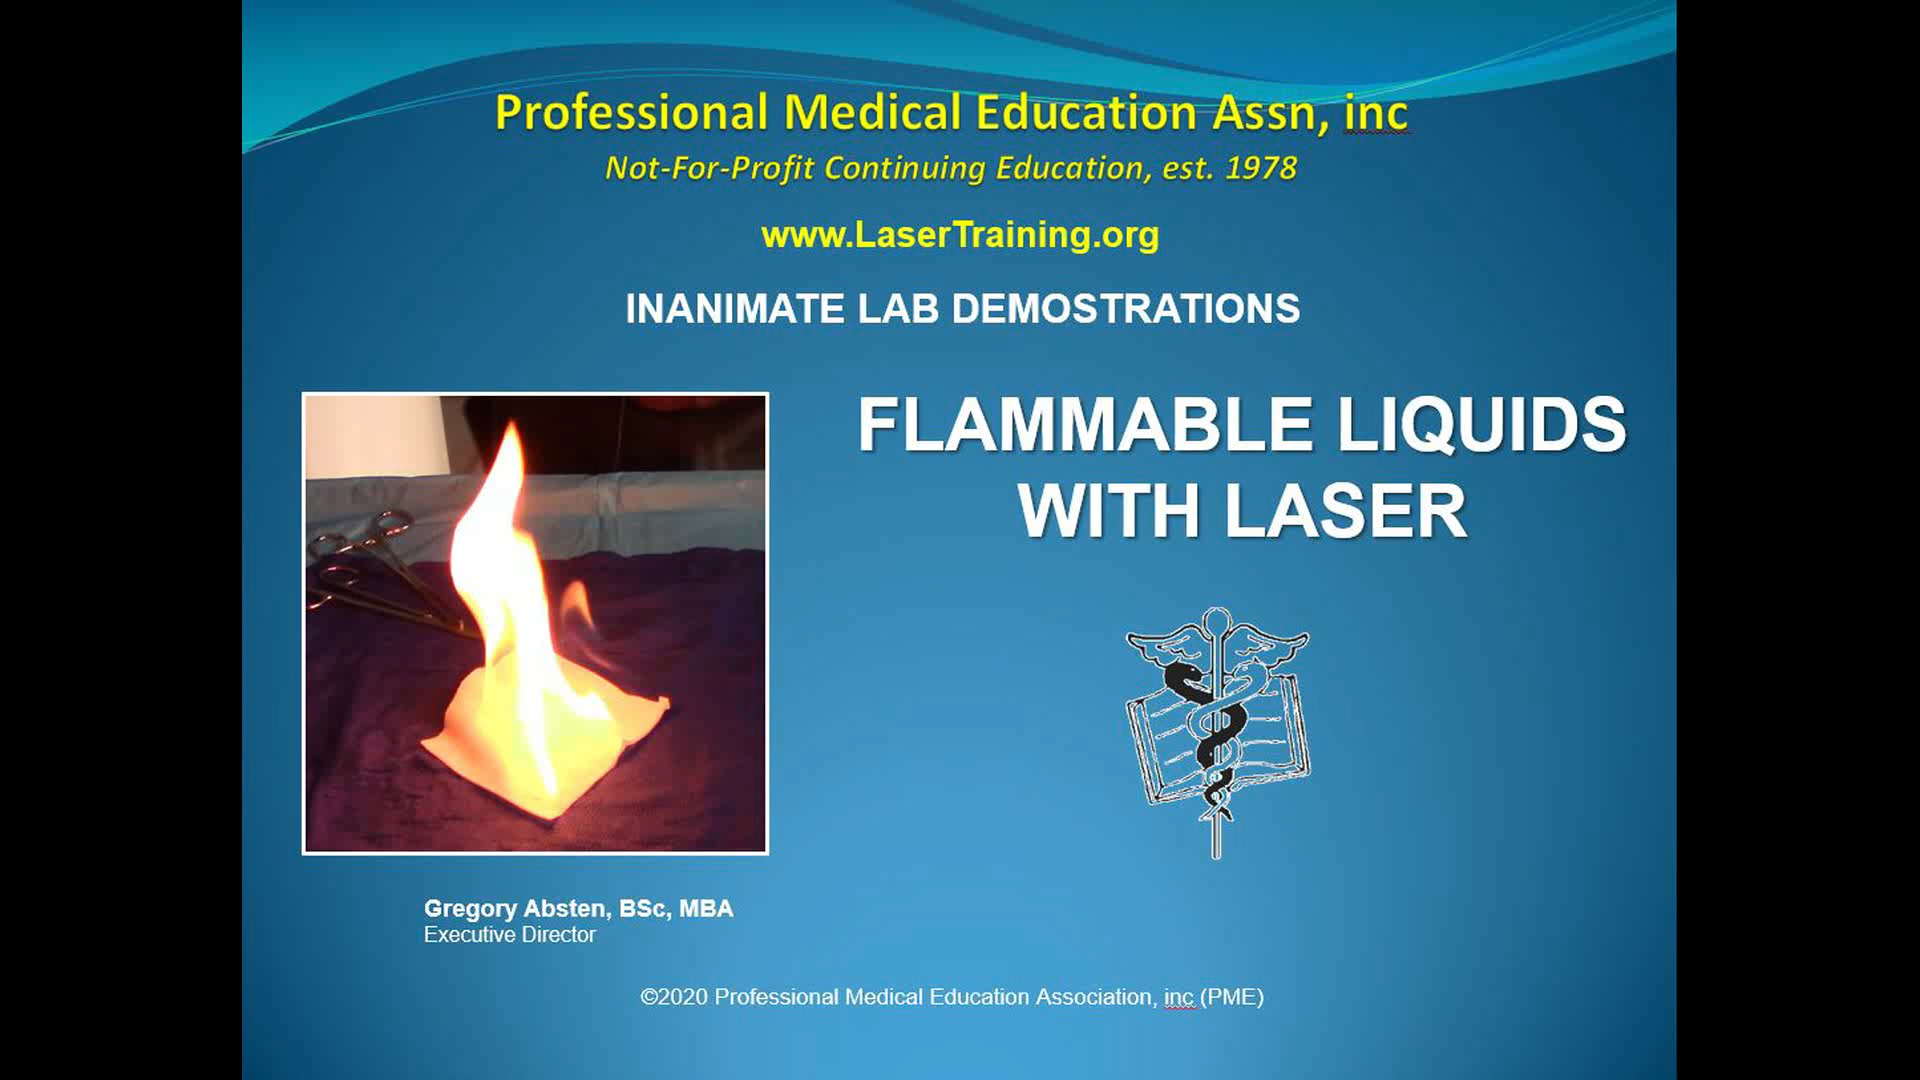 Professional Medical Education Assn, inc
Not-For-Profit Continuing Education, est. 1978
www.LaserTraining.org
INANIMATE LAB DEMOSTRATIONS
FLAMMABLE LIQUIDS
WITH LASER
Gregory Absten, BSc, MBA
Executive Director
©2020 Professional Medical Education Association, inc (PME)